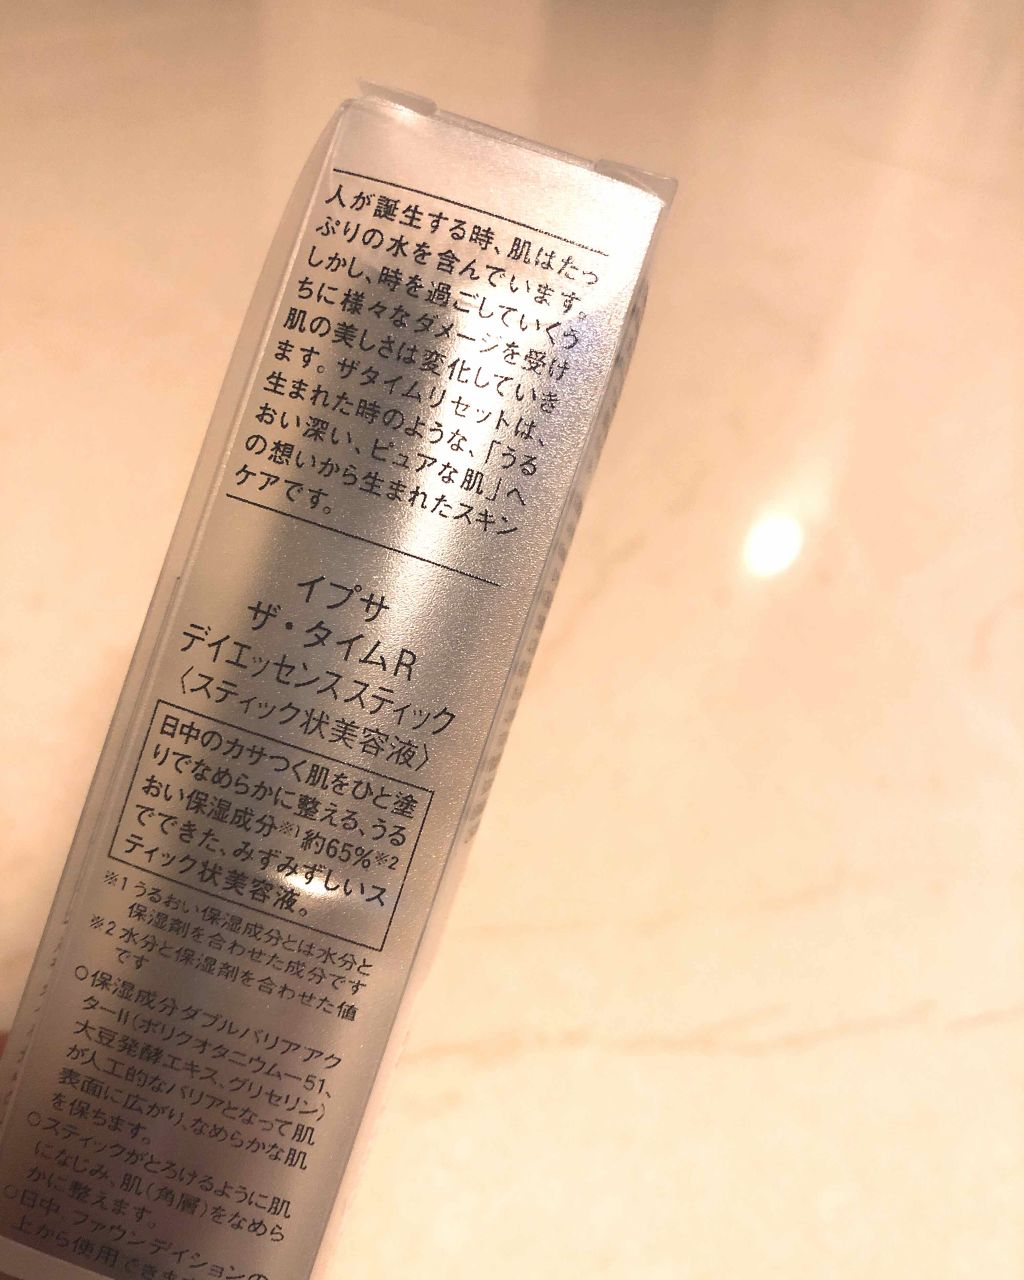 人が誕生する時、肌はたっ
ぷりの水を含んでいます。
しかし、時を過ごしていくう
ちに様々なダメージを受け
肌の美しさは変化していき
ます。ザタイムリセットは、
生まれた時のような、「うる
おい深い、ピュアな肌」へ
の想いから生まれたスキン
ケアです。
イプサ
ザ・タイムR
デイエッセンススティック
〈スティック状美容液〉
日中のカサつく肌をひと塗
りでなめらかに整える、うる
おい保湿成分※1約65%※2
でできた、みずみずしいス
ティック状美容液。
※1 うるおい保湿成分とは水分と
保湿剤を合わせた成分です
※2 水分と保湿剤を合わせた値
です
○保湿成分ダブルバリアアク
ターII(ポリクオタニウムー51、
大豆発酵エキス、グリセリン)
が人工的なバリアとなって肌
表面に広がり、なめらかな肌
を保ちます。
○スティックがとろけるように肌
になじみ、肌(角層)をなめら
かに整えます。
○日中、ファウンデイションの
上から使用できま